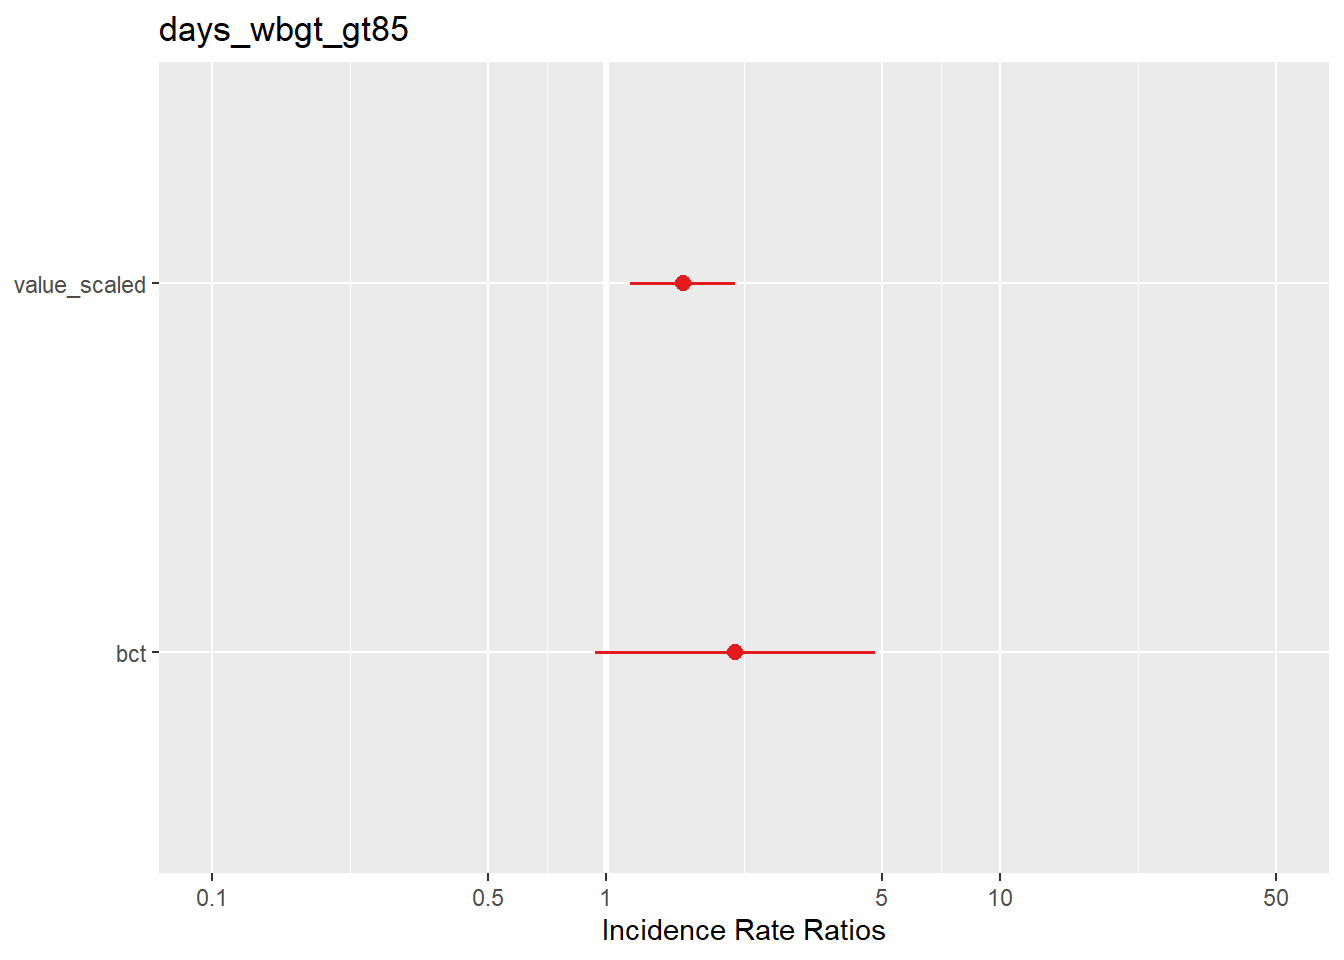 days_wbgt_gt85
value_scaled
bct
0.1 0.5 1 5 10 50
Incidence Rate Ratios